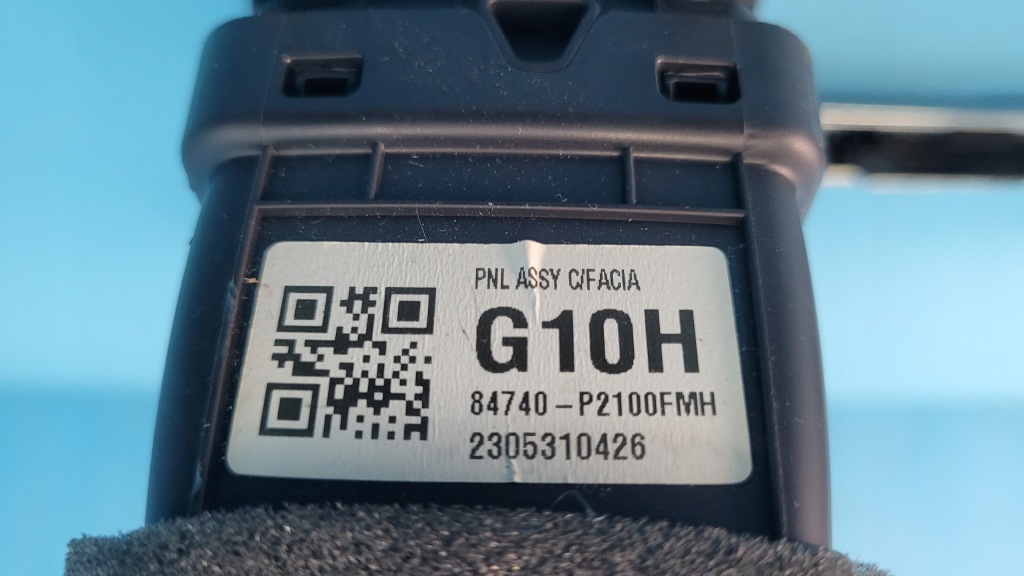 PNL ASSY C/FACIA
G10H
84740-P2100FMH
2305310426